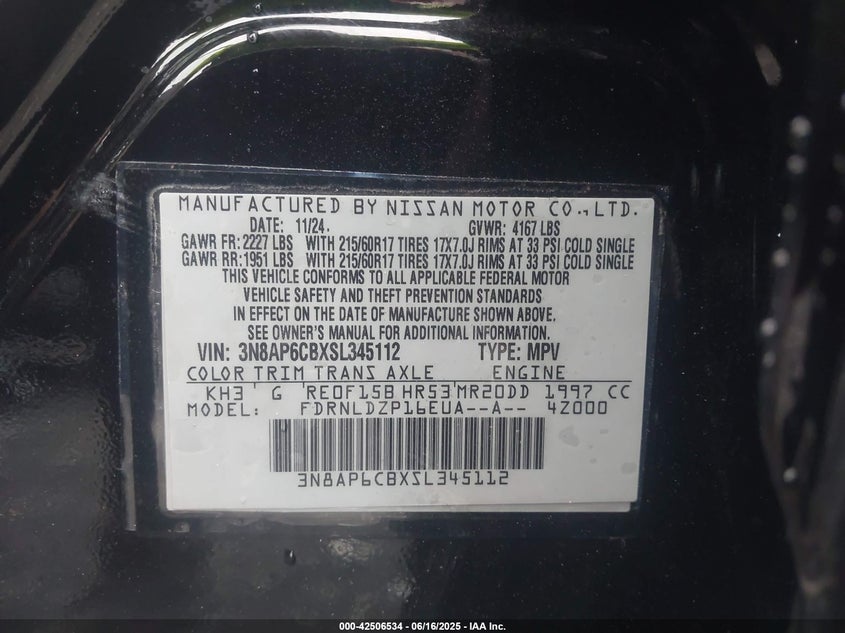 MANUFACTURED BY NISSAN MOTOR CO., LTD.
DATE: 11/24. GVWR: 4167 LBS
GAWR FR: 2227 LBS WITH 215/60R17 TIRES 17X7.0J RIMS AT 33 PSI COLD SINGLE
GAWR RR: 1951 LBS WITH 215/60R17 TIRES 17X7.0J RIMS AT 33 PSI COLD SINGLE
THIS VEHICLE CONFORMS TO ALL APPLICABLE FEDERAL MOTOR
VEHICLE SAFETY AND THEFT PREVENTION STANDARDS
IN EFFECT ON THE DATE OF MANUFACTURE SHOWN ABOVE.
SEE OWNER'S MANUAL FOR ADDITIONAL INFORMATION.
VIN: 3N8AP6CBXSL345112 TYPE: MPV
COLOR TRIM TRANS AXLE ENGINE
KH3 ' G 'RE0F15B HR53'MR20DD 1997 CC
MODEL: FDRNLDZP16EUA--A-- 4Z000
3N8AP6CBXSL345112
000-42506534 - 06/16/2025 - IAA Inc.